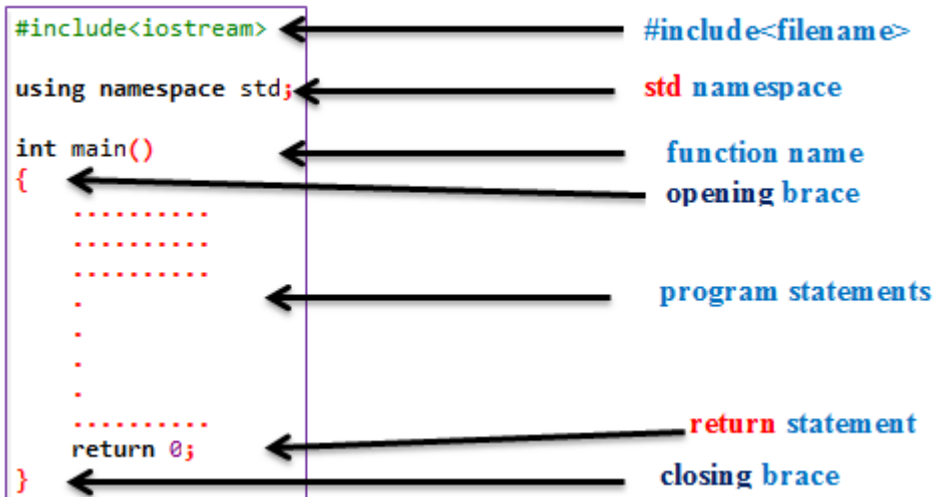 #include<iostream> #include<filename>
using namespace std; std namespace
int main() function name
{ opening brace
..........
..........
..........
. program statements
.
.
.
..........
return 0; return statement
} closing brace